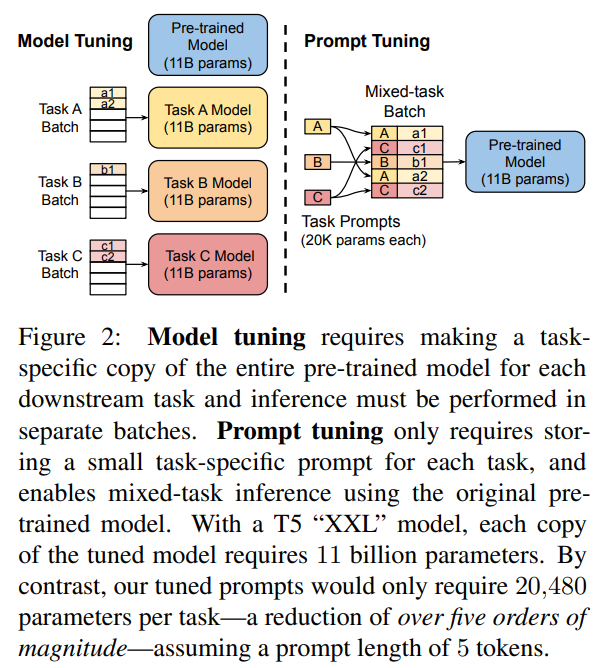 Model Tuning
Pre-trained
Model
(11B params)
a1
a2
Task A
Batch
Task A Model
(11B params)
b1
Task B
Batch
Task B Model
(11B params)
c1
c2
Task C
Batch
Task C Model
(11B params)
Prompt Tuning
Mixed-task
Batch
A
B
C
A a1
C c1
B b1
A a2
C c2
Pre-trained
Model
(11B params)
Task Prompts
(20K params each)
Figure 2: Model tuning requires making a task-
specific copy of the entire pre-trained model for each
downstream task and inference must be performed in
separate batches. Prompt tuning only requires stor-
ing a small task-specific prompt for each task, and
enables mixed-task inference using the original pre-
trained model. With a T5 “XXL” model, each copy
of the tuned model requires 11 billion parameters. By
contrast, our tuned prompts would only require 20,480
parameters per task—a reduction of over five orders of
magnitude—assuming a prompt length of 5 tokens.